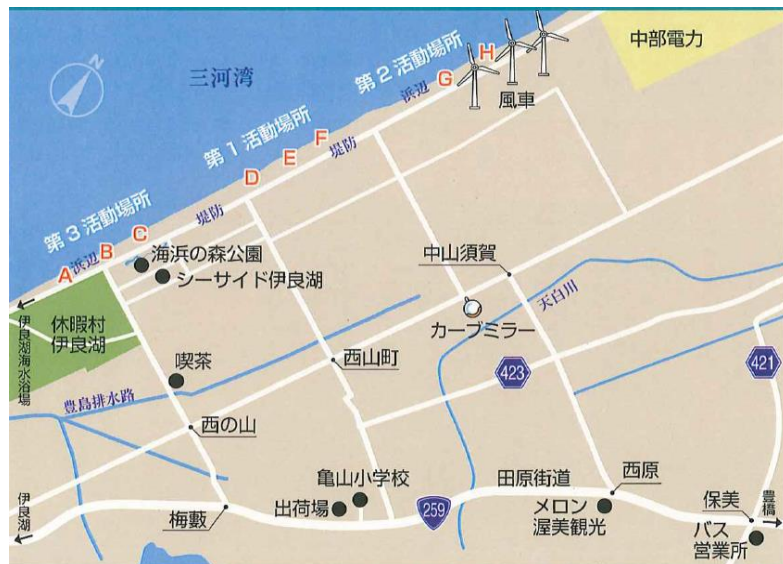 中部電力
第2活動場所
H
G
三河湾
浜辺
風車
N
第1活動場所
F
E
堤防
D
第3活動場所
堤防
C
B
浜辺
A
海浜の森公園
シーサイド伊良湖
中山須賀
天白川
休暇村
伊良湖
カーブミラー
伊良湖海水浴場
喫茶
西山町
423
421
豊島排水路
西の山
亀山小学校
田原街道
西原
出荷場
259
メロン
渥美観光
保美
豊橋
伊良湖
梅藪
バス
営業所